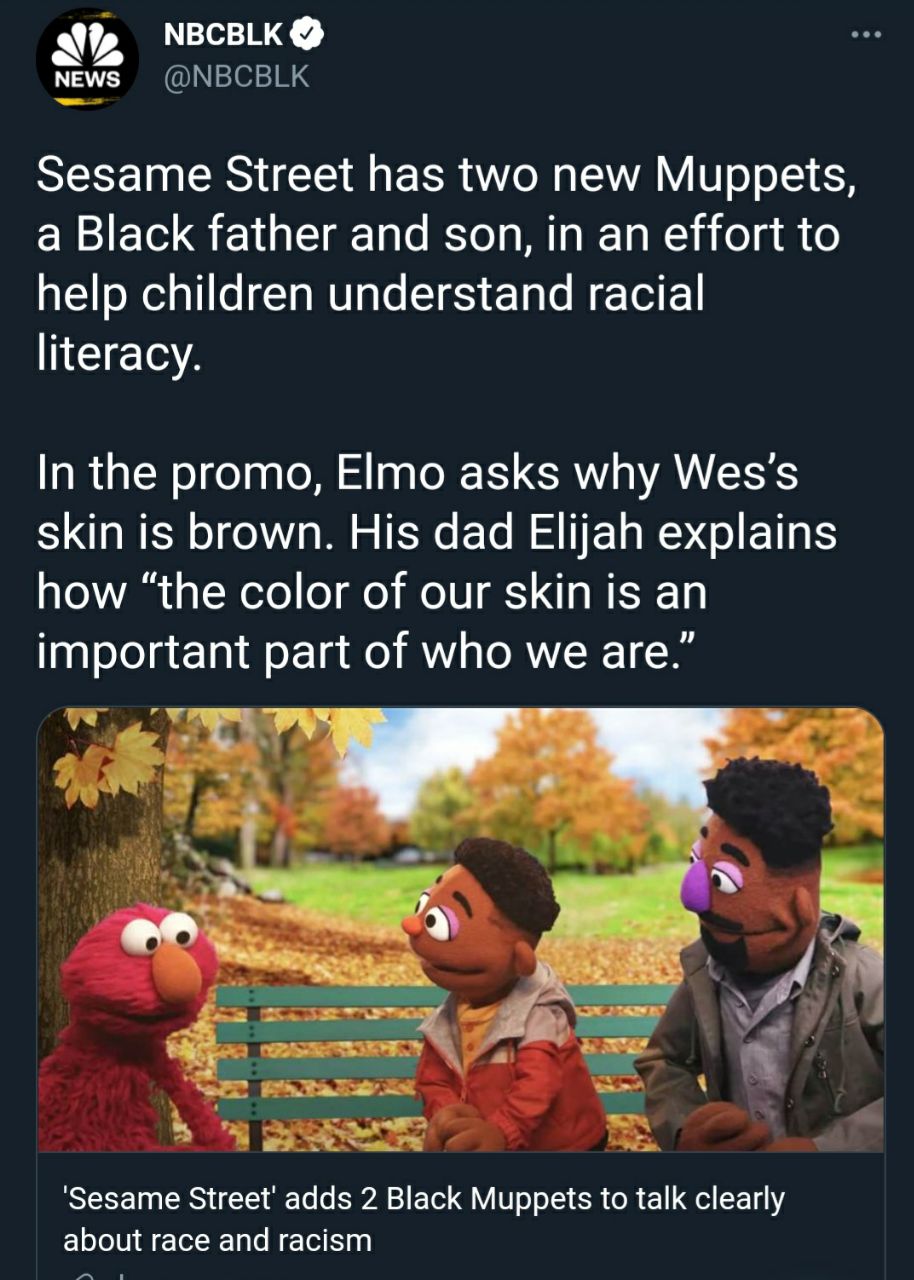 NBCBLK
@NBCBLK
NEWS
Sesame Street has two new Muppets,
a Black father and son, in an effort to
help children understand racial
literacy.
In the promo, Elmo asks why Wes’s
skin is brown. His dad Elijah explains
how “the color of our skin is an
important part of who we are.”
'Sesame Street' adds 2 Black Muppets to talk clearly
about race and racism